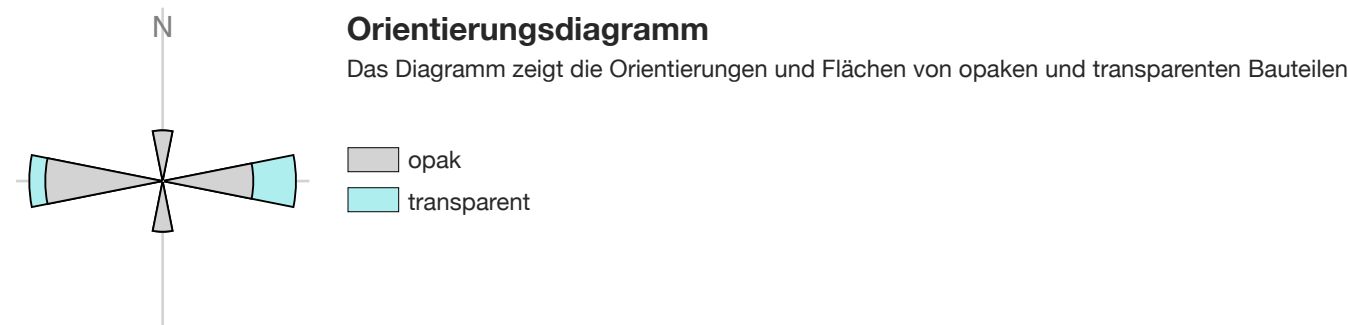 N
Orientierungsdiagramm
Das Diagramm zeigt die Orientierungen und Flächen von opaken und transparenten Bauteilen
opak
transparent